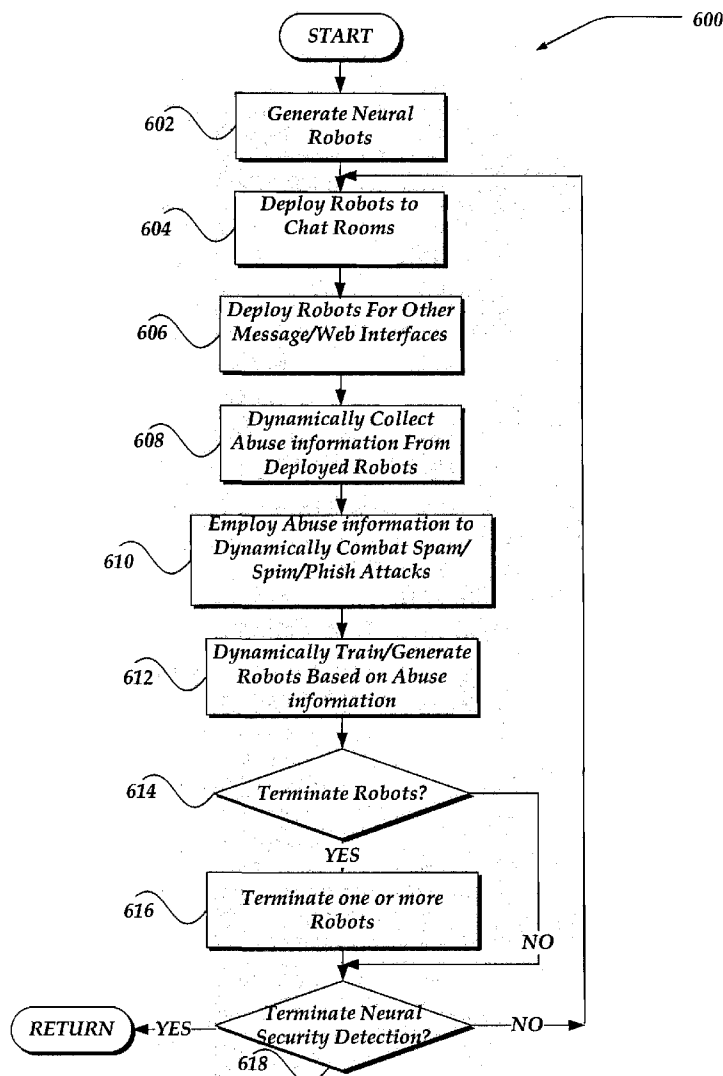 START
600
602
Generate Neural
Robots
604
Deploy Robots to
Chat Rooms
606
Deploy Robots For Other
Message/Web Interfaces
608
Dynamically Collect
Abuse information From
Deployed Robots
610
Employ Abuse information to
Dynamically Combat Spam/
Spim/Phish Attacks
612
Dynamically Train/Generate
Robots Based on Abuse
information
614
Terminate Robots?
YES
616
Terminate one or more
Robots
NO
RETURN
YES
Terminate Neural
Security Detection?
NO
618